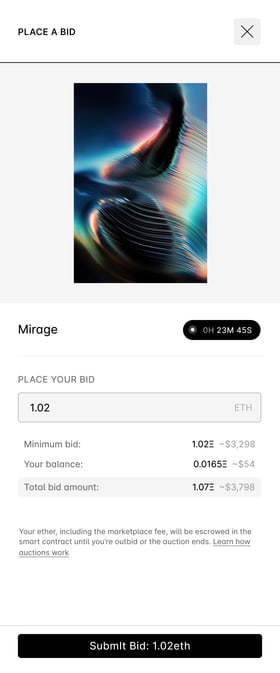 PLACE A BID
Mirage
0H 23M 45S
PLACE YOUR BID
1.02 ETH
Minimum bid: 1.02Ξ ~$3,298
Your balance: 0.0165Ξ ~$54
Total bid amount: 1.07Ξ ~$3,798
Your ether, including the marketplace fee, will be escrowed in the
smart contract until you're outbid or the auction ends. Learn how
auctions work
SubmIt Bid: 1.02eth